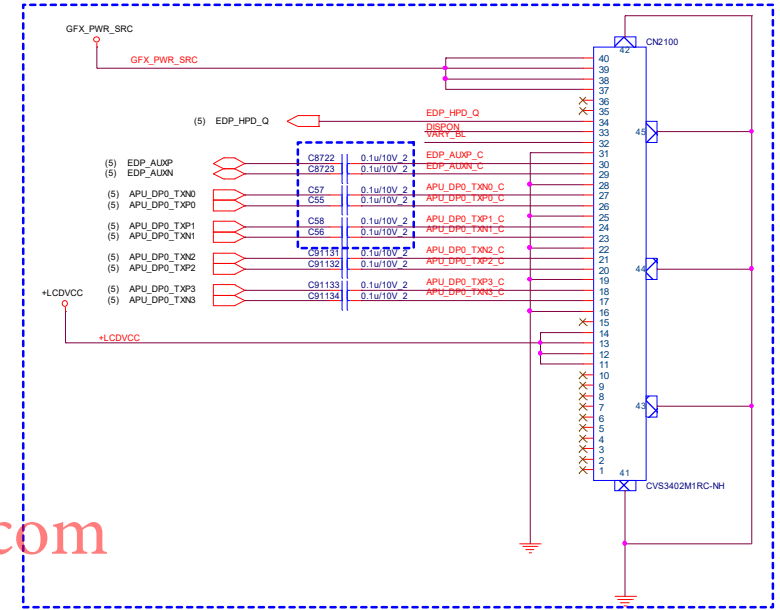 GFX_PWR_SRC
GFX_PWR_SRC
CN2100
42
40
39
38
37
36
35
(5) EDP_HPD_Q EDP_HPD_Q 34
DISPON 33
VARY_BL 32
45
31
(5) EDP_AUXP C8722 0.1u/10V_2 EDP_AUXP_C 30
(5) EDP_AUXN C8723 0.1u/10V_2 EDP_AUXN_C 29
28
(5) APU_DP0_TXN0 C57 0.1u/10V_2 APU_DP0_TXN0_C 27
(5) APU_DP0_TXP0 C55 0.1u/10V_2 APU_DP0_TXP0_C 26
25
(5) APU_DP0_TXP1 C58 0.1u/10V_2 APU_DP0_TXP1_C 24
(5) APU_DP0_TXN1 C56 0.1u/10V_2 APU_DP0_TXN1_C 23
22
(5) APU_DP0_TXN2 C91131 0.1u/10V_2 APU_DP0_TXN2_C 21
(5) APU_DP0_TXP2 C91132 0.1u/10V_2 APU_DP0_TXP2_C 20
44
19
(5) APU_DP0_TXP3 C91133 0.1u/10V_2 APU_DP0_TXP3_C 18
(5) APU_DP0_TXN3 C91134 0.1u/10V_2 APU_DP0_TXN3_C 17
+LCDVCC
16
15
14
+LCDVCC 13
12
11
10
9
8
7
43
6
5
4
3
2
1
41
CVS3402M1RC-NH
com